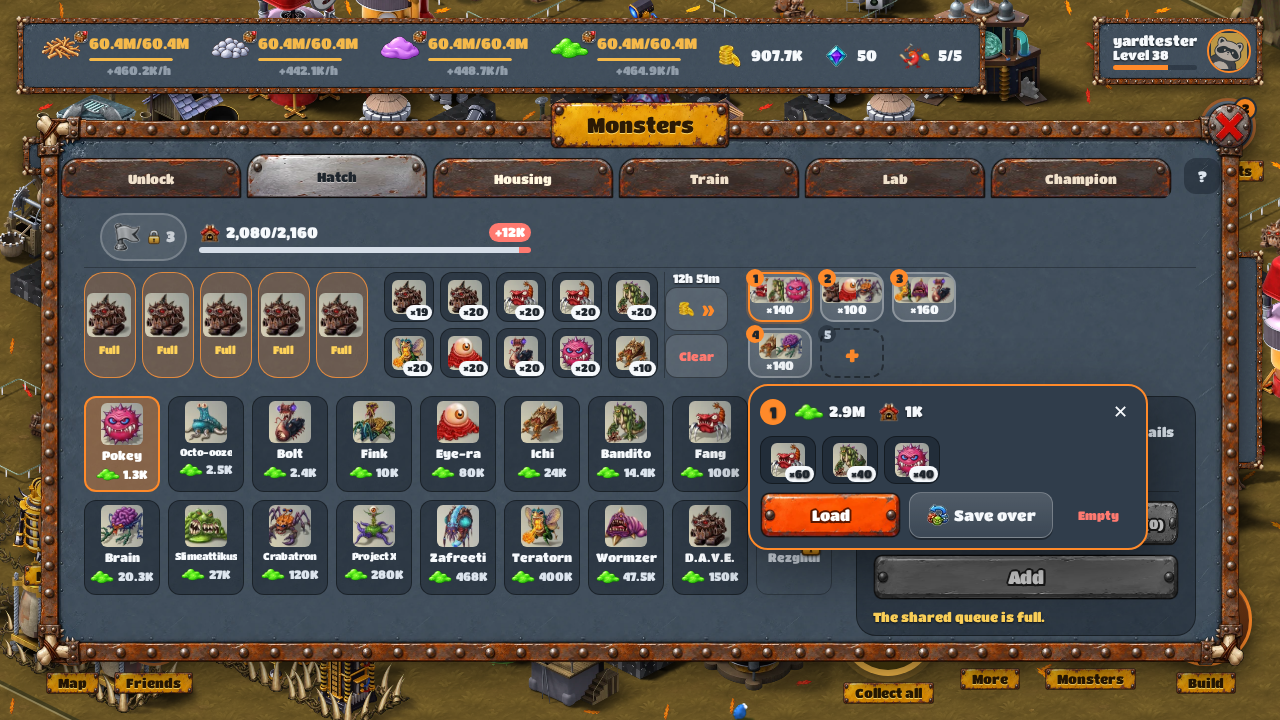 60.4M/60.4M
+460.2K/h
60.4M/60.4M
+442.1K/h
60.4M/60.4M
+448.7K/h
60.4M/60.4M
+464.9K/h
907.7K
50
5/5
yardtester
Level 38
Monsters
3
Unlock
Hatch
Housing
Train
Lab
Champion
?
3
2,080/2,160
+12K
Full
Full
Full
Full
Full
×19
×20
×20
×20
×20
×20
×20
×20
×20
×10
12h 51m
Clear
1
×140
2
×100
3
×160
4
×140
5
+
1
2.9M
1K
×60
×40
×40
Load
Save over
Empty
Pokey
1.3K
Octo-ooze
2.5K
Bolt
2.4K
Fink
10K
Eye-ra
80K
Ichi
24K
Bandito
14.4K
Fang
100K
Brain
20.3K
Slimeattikus
27K
Crabatron
120K
Project X
280K
Zafreeti
468K
Teratorn
400K
Wormzer
47.5K
D.A.V.E.
150K
Rezghul
ails
0)
Add
The shared queue is full.
ts
Map
Friends
Collect all
More
Monsters
Build